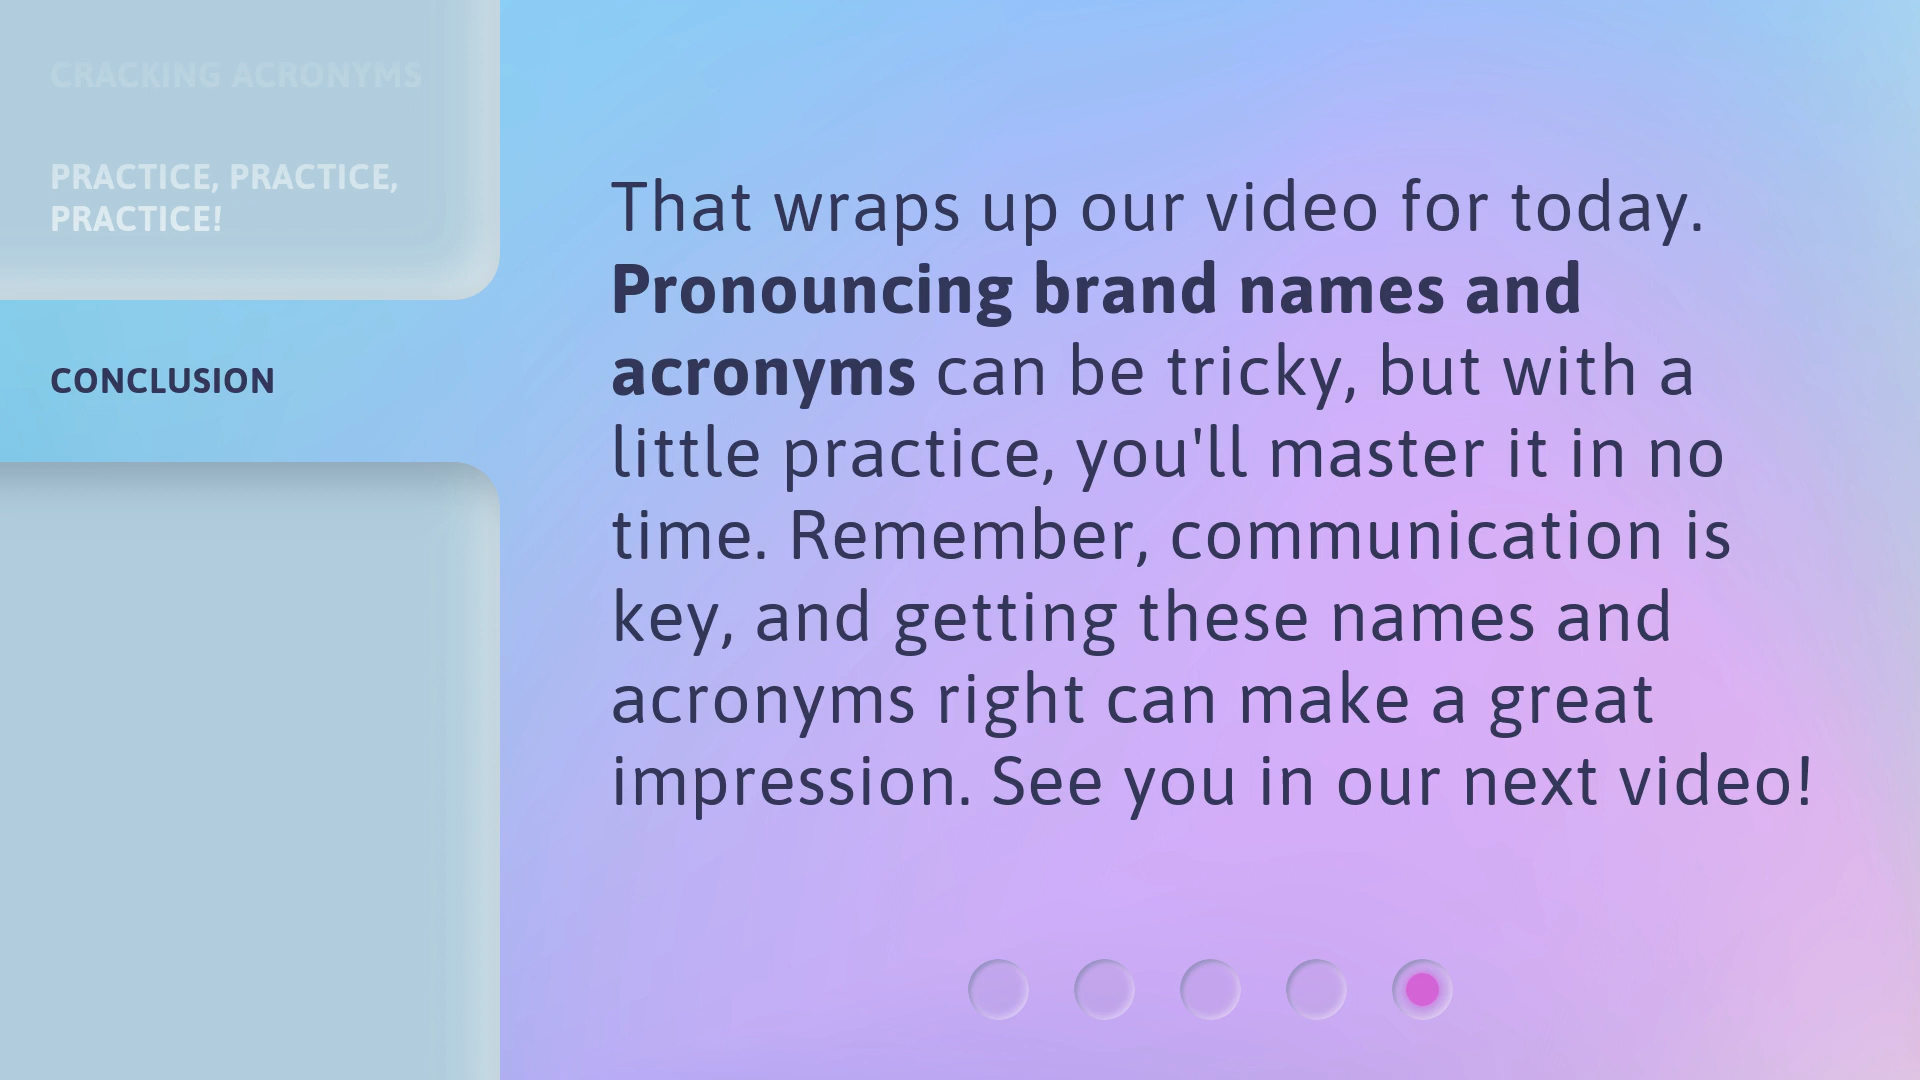 CRACKING ACRONYMS
PRACTICE, PRACTICE,
PRACTICE!
CONCLUSION
That wraps up our video for today.
Pronouncing brand names and
acronyms can be tricky, but with a
little practice, you'll master it in no
time. Remember, communication is
key, and getting these names and
acronyms right can make a great
impression. See you in our next video!